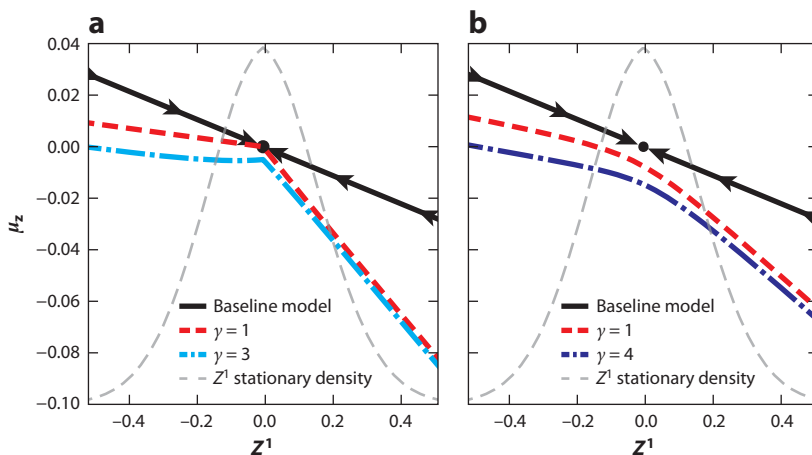 a
b
μz
0.04
0.02
0.00
−0.02
−0.04
−0.06
−0.08
−0.10
Baseline model
γ = 1
γ = 3
Z1 stationary density
Baseline model
γ = 1
γ = 4
Z1 stationary density
−0.4 −0.2 0.0 0.2 0.4
−0.4 −0.2 0.0 0.2 0.4
Z1
Z1